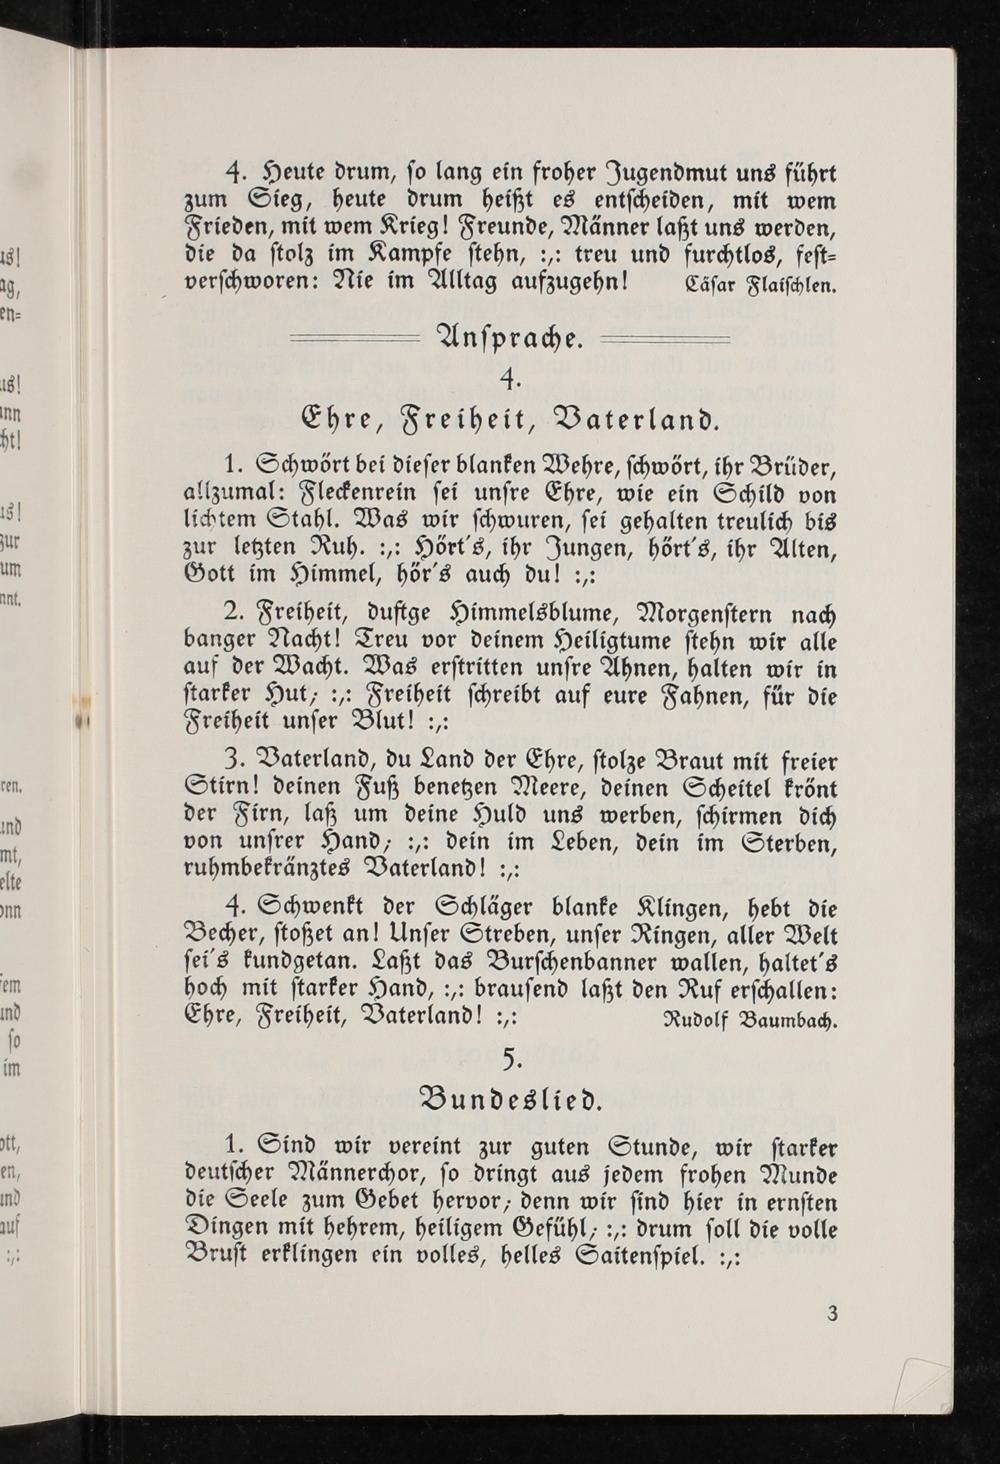 4. Heute drum, so lang ein froher Jugendmut uns führt
zum Sieg, heute drum heißt es entscheiden, mit wem
Frieden, mit wem Krieg! Freunde, Männer laßt uns werden,
die da stolz im Kampfe stehn, :,: treu und furchtlos, fest-
verschworen: Nie im Alltag aufzugehn! Cäsar Flaischlen.
Ansprache.
4.
Ehre, Freiheit, Vaterland.
1. Schwört bei dieser blanken Wehre, schwört, ihr Brüder,
allzumal: Fleckenrein sei unsre Ehre, wie ein Schild von
lichtem Stahl. Was wir schwuren, sei gehalten treulich bis
zur letzten Ruh. :,: Hört's, ihr Jungen, hört's, ihr Alten,
Gott im Himmel, hör's auch du! :,:
2. Freiheit, duftge Himmelsblume, Morgenstern nach
banger Nacht! Treu vor deinem Heiligtume stehn wir alle
auf der Wacht. Was erstritten unsre Ahnen, halten wir in
starker Hut; :,: Freiheit schreibt auf eure Fahnen, für die
Freiheit unser Blut! :,:
3. Vaterland, du Land der Ehre, stolze Braut mit freier
Stirn! deinen Fuß benetzen Meere, deinen Scheitel krönt
der Firn, laß um deine Huld uns werben, schirmen dich
von unsrer Hand; :,: dein im Leben, dein im Sterben,
ruhmbekränztes Vaterland! :,:
4. Schwenkt der Schläger blanke Klingen, hebt die
Becher, stoßet an! Unser Streben, unser Ringen, aller Welt
sei's kundgetan. Laßt das Burschenbanner wallen, haltet's
hoch mit starker Hand, :,: brausend laßt den Ruf erschallen:
Ehre, Freiheit, Vaterland! :,: Rudolf Baumbach.
5.
Bundeslied.
1. Sind wir vereint zur guten Stunde, wir starker
deutscher Männerchor, so dringt aus jedem frohen Munde
die Seele zum Gebet hervor; denn wir sind hier in ernsten
Dingen mit hehrem, heiligem Gefühl; :,: drum soll die volle
Brust erklingen ein volles, helles Saitenspiel. :,:
3